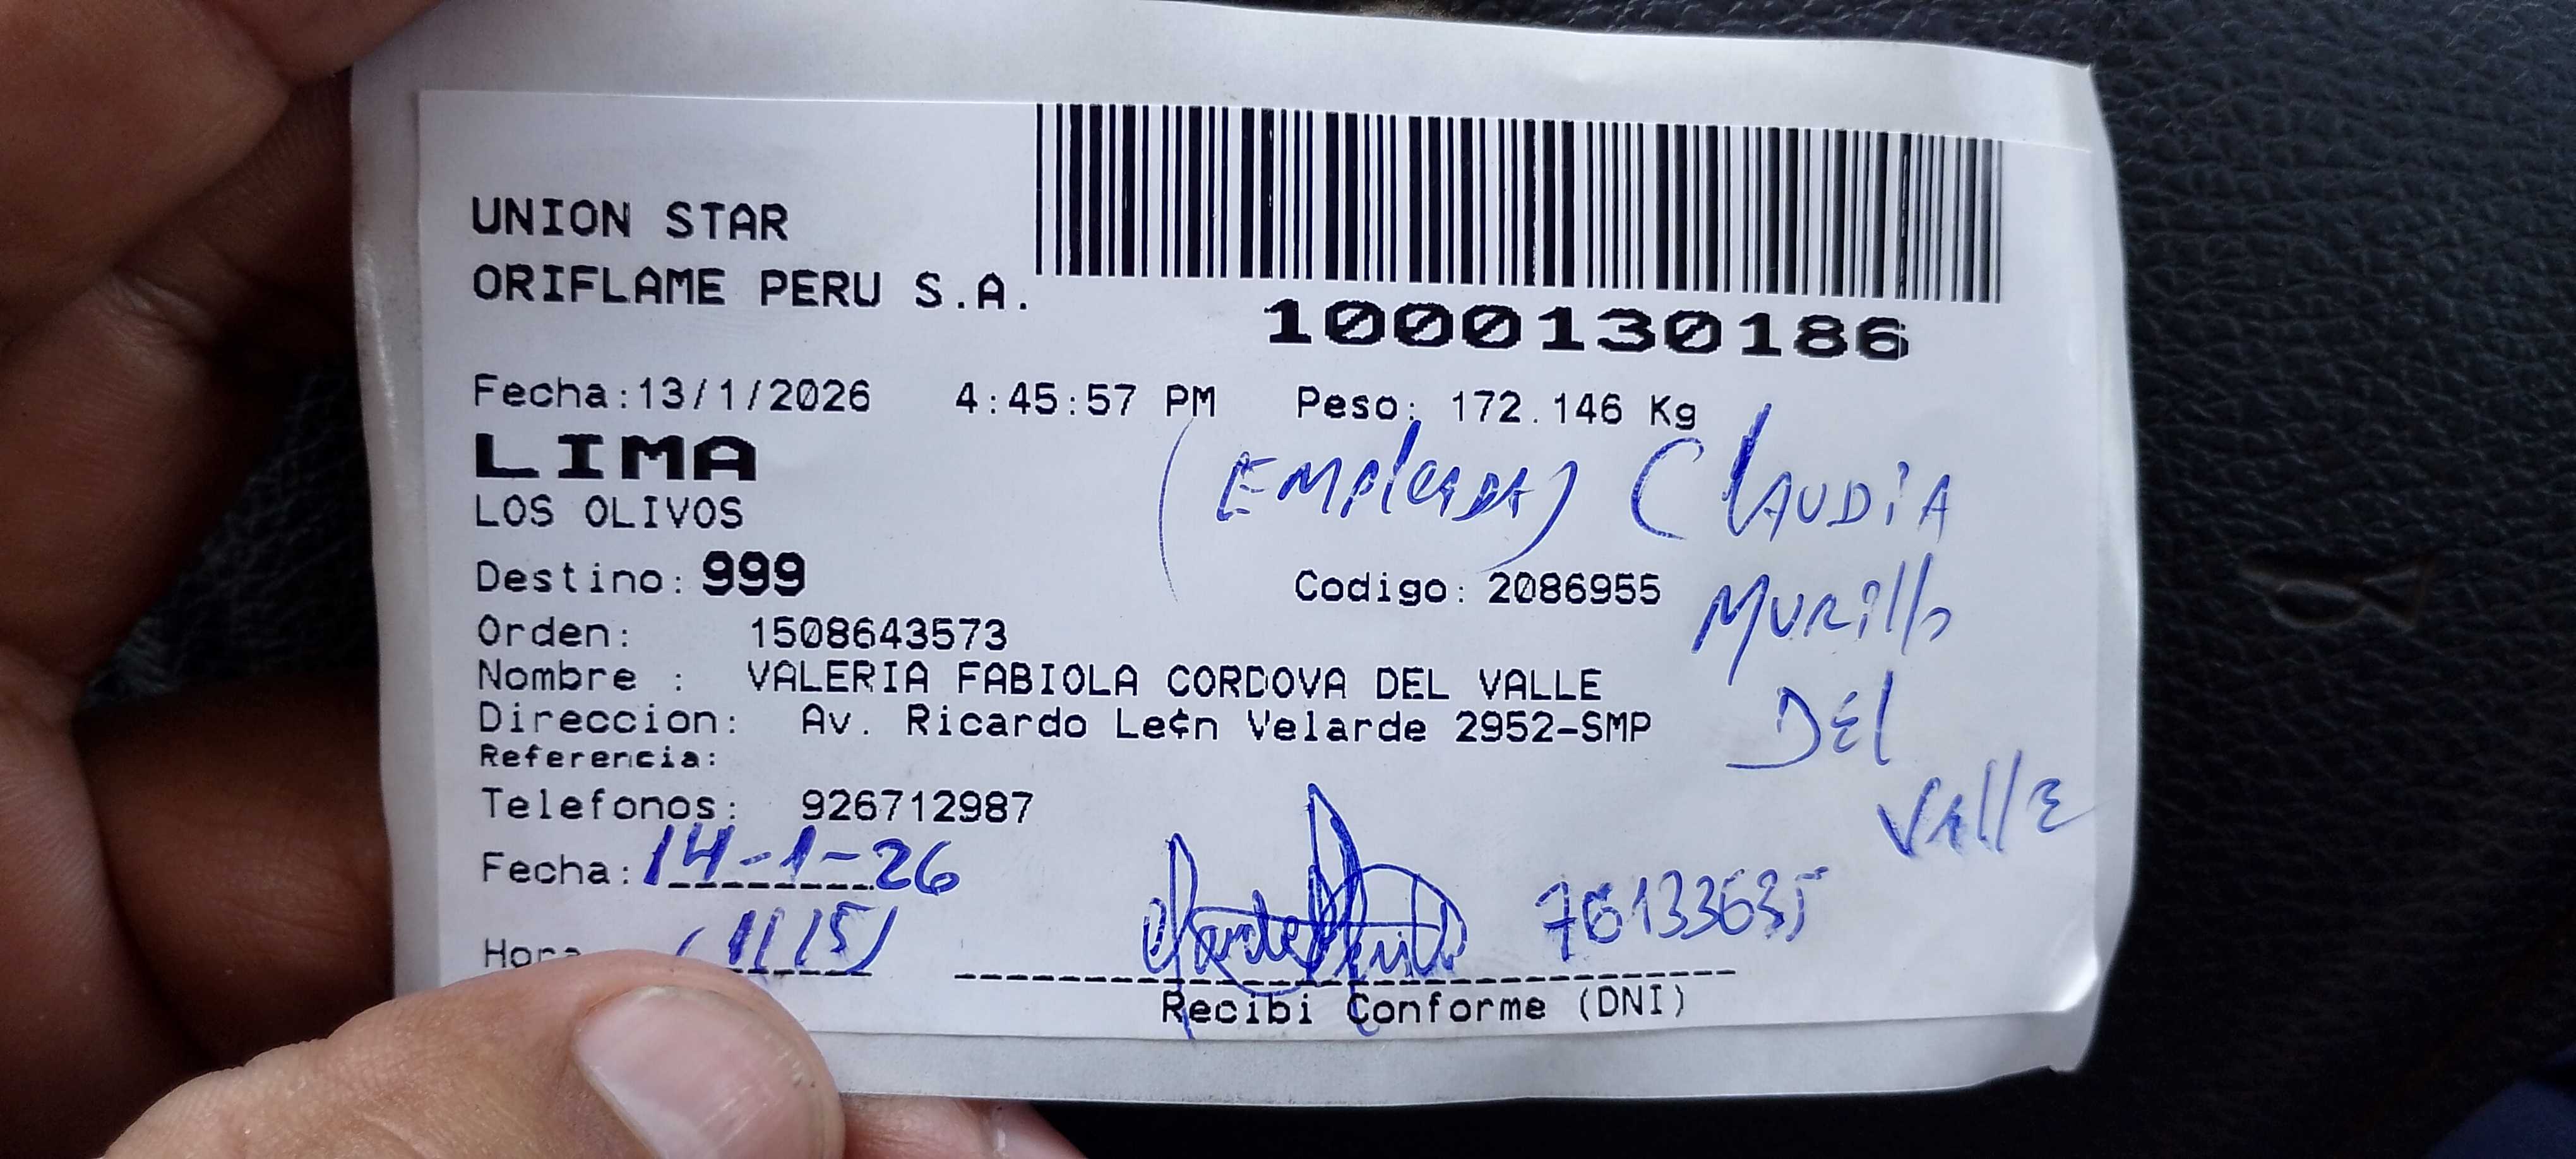 UNION STAR
ORIFLAME PERU S.A.
1000130186
Fecha:13/1/2026 4:45:57 PM Peso: 172.146 Kg
LIMA
(EMPLEADA) CLAUDIA
LOS OLIVOS
Destino: 999 Codigo: 2086955
MURILLO
Orden: 1508643573
Nombre : VALERIA FABIOLA CORDOVA DEL VALLE
DEL
Direccion: Av. Ricardo Le¢n Velarde 2952-SMP
Referencia:
VALLE
Telefonos: 926712987
Fecha: 14-1-26
Hora (11/15)
Recibi Conforme (DNI)